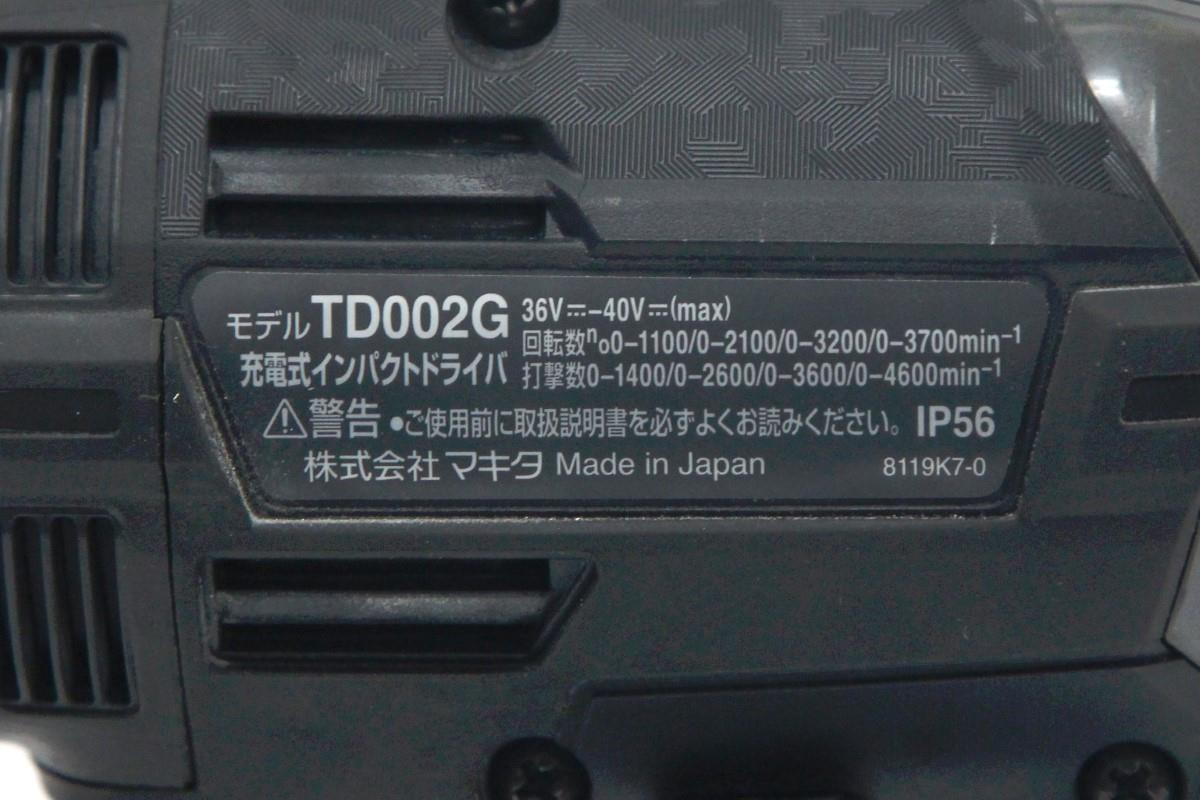 モデル TD002G 36V⎓-40V⎓(max)
回転数n₀0-1100/0-2100/0-3200/0-3700min⁻¹
充電式インパクトドライバ 打撃数0-1400/0-2600/0-3600/0-4600min⁻¹
⚠警告 ●ご使用前に取扱説明書を必ずよくお読みください。 IP56
株式会社 マキタ Made in Japan 8119K7-0